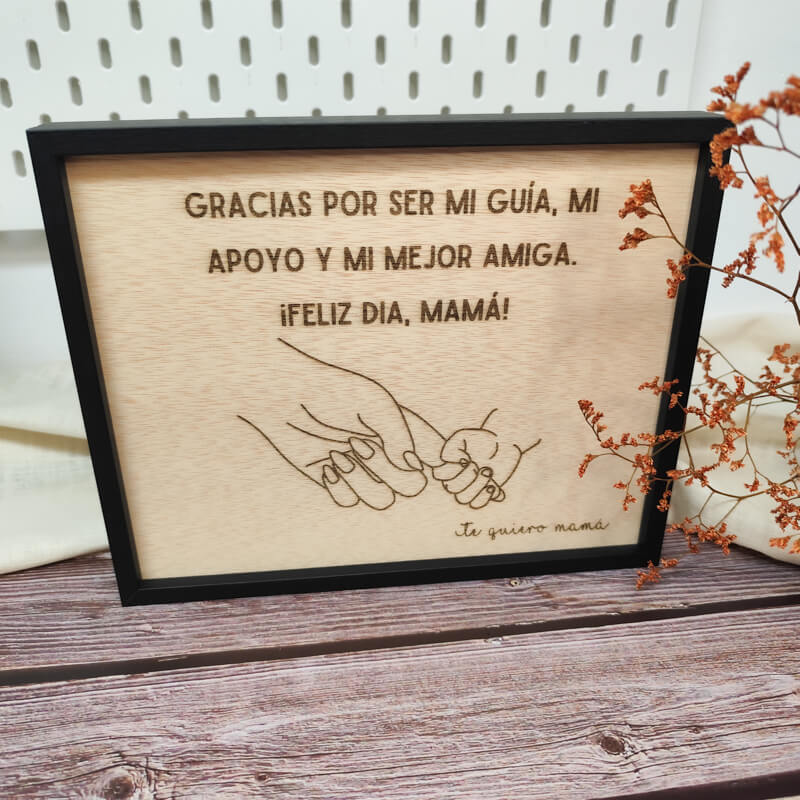 GRACIAS POR SER MI GUÍA, MI
APOYO Y MI MEJOR AMIGA.
¡FELIZ DIA, MAMÁ!
te quiero mamá